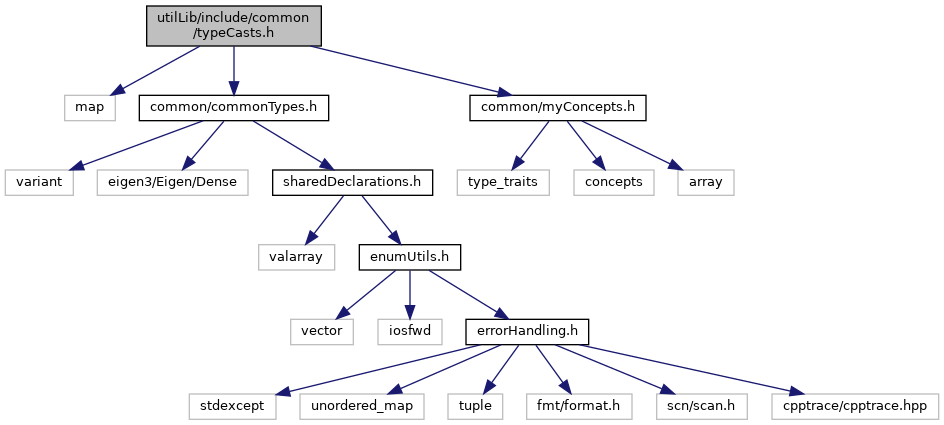 utilLib/include/common
/typeCasts.h
map
common/commonTypes.h
common/myConcepts.h
variant
eigen3/Eigen/Dense
sharedDeclarations.h
type_traits
concepts
array
valarray
enumUtils.h
vector
iosfwd
errorHandling.h
stdexcept
unordered_map
tuple
fmt/format.h
scn/scan.h
cpptrace/cpptrace.hpp